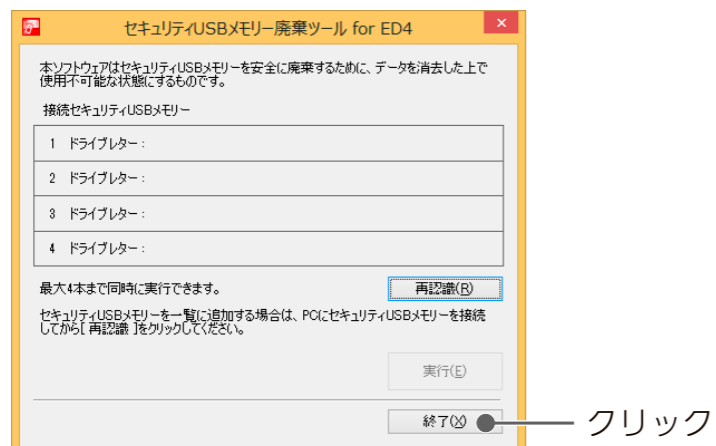 セキュリティUSBメモリー廃棄ツール for ED4
本ソフトウェアはセキュリティUSBメモリーを安全に廃棄するために、データを消去した上で
使用不可能な状態にするものです。
接続セキュリティUSBメモリー
1 ドライブレター：
2 ドライブレター：
3 ドライブレター：
4 ドライブレター：
最大4本まで同時に実行できます。
再認識(R)
セキュリティUSBメモリーを一覧に追加する場合は、PCにセキュリティUSBメモリーを接続
してから[ 再認識 ]をクリックしてください。
実行(E)
終了(X)
クリック